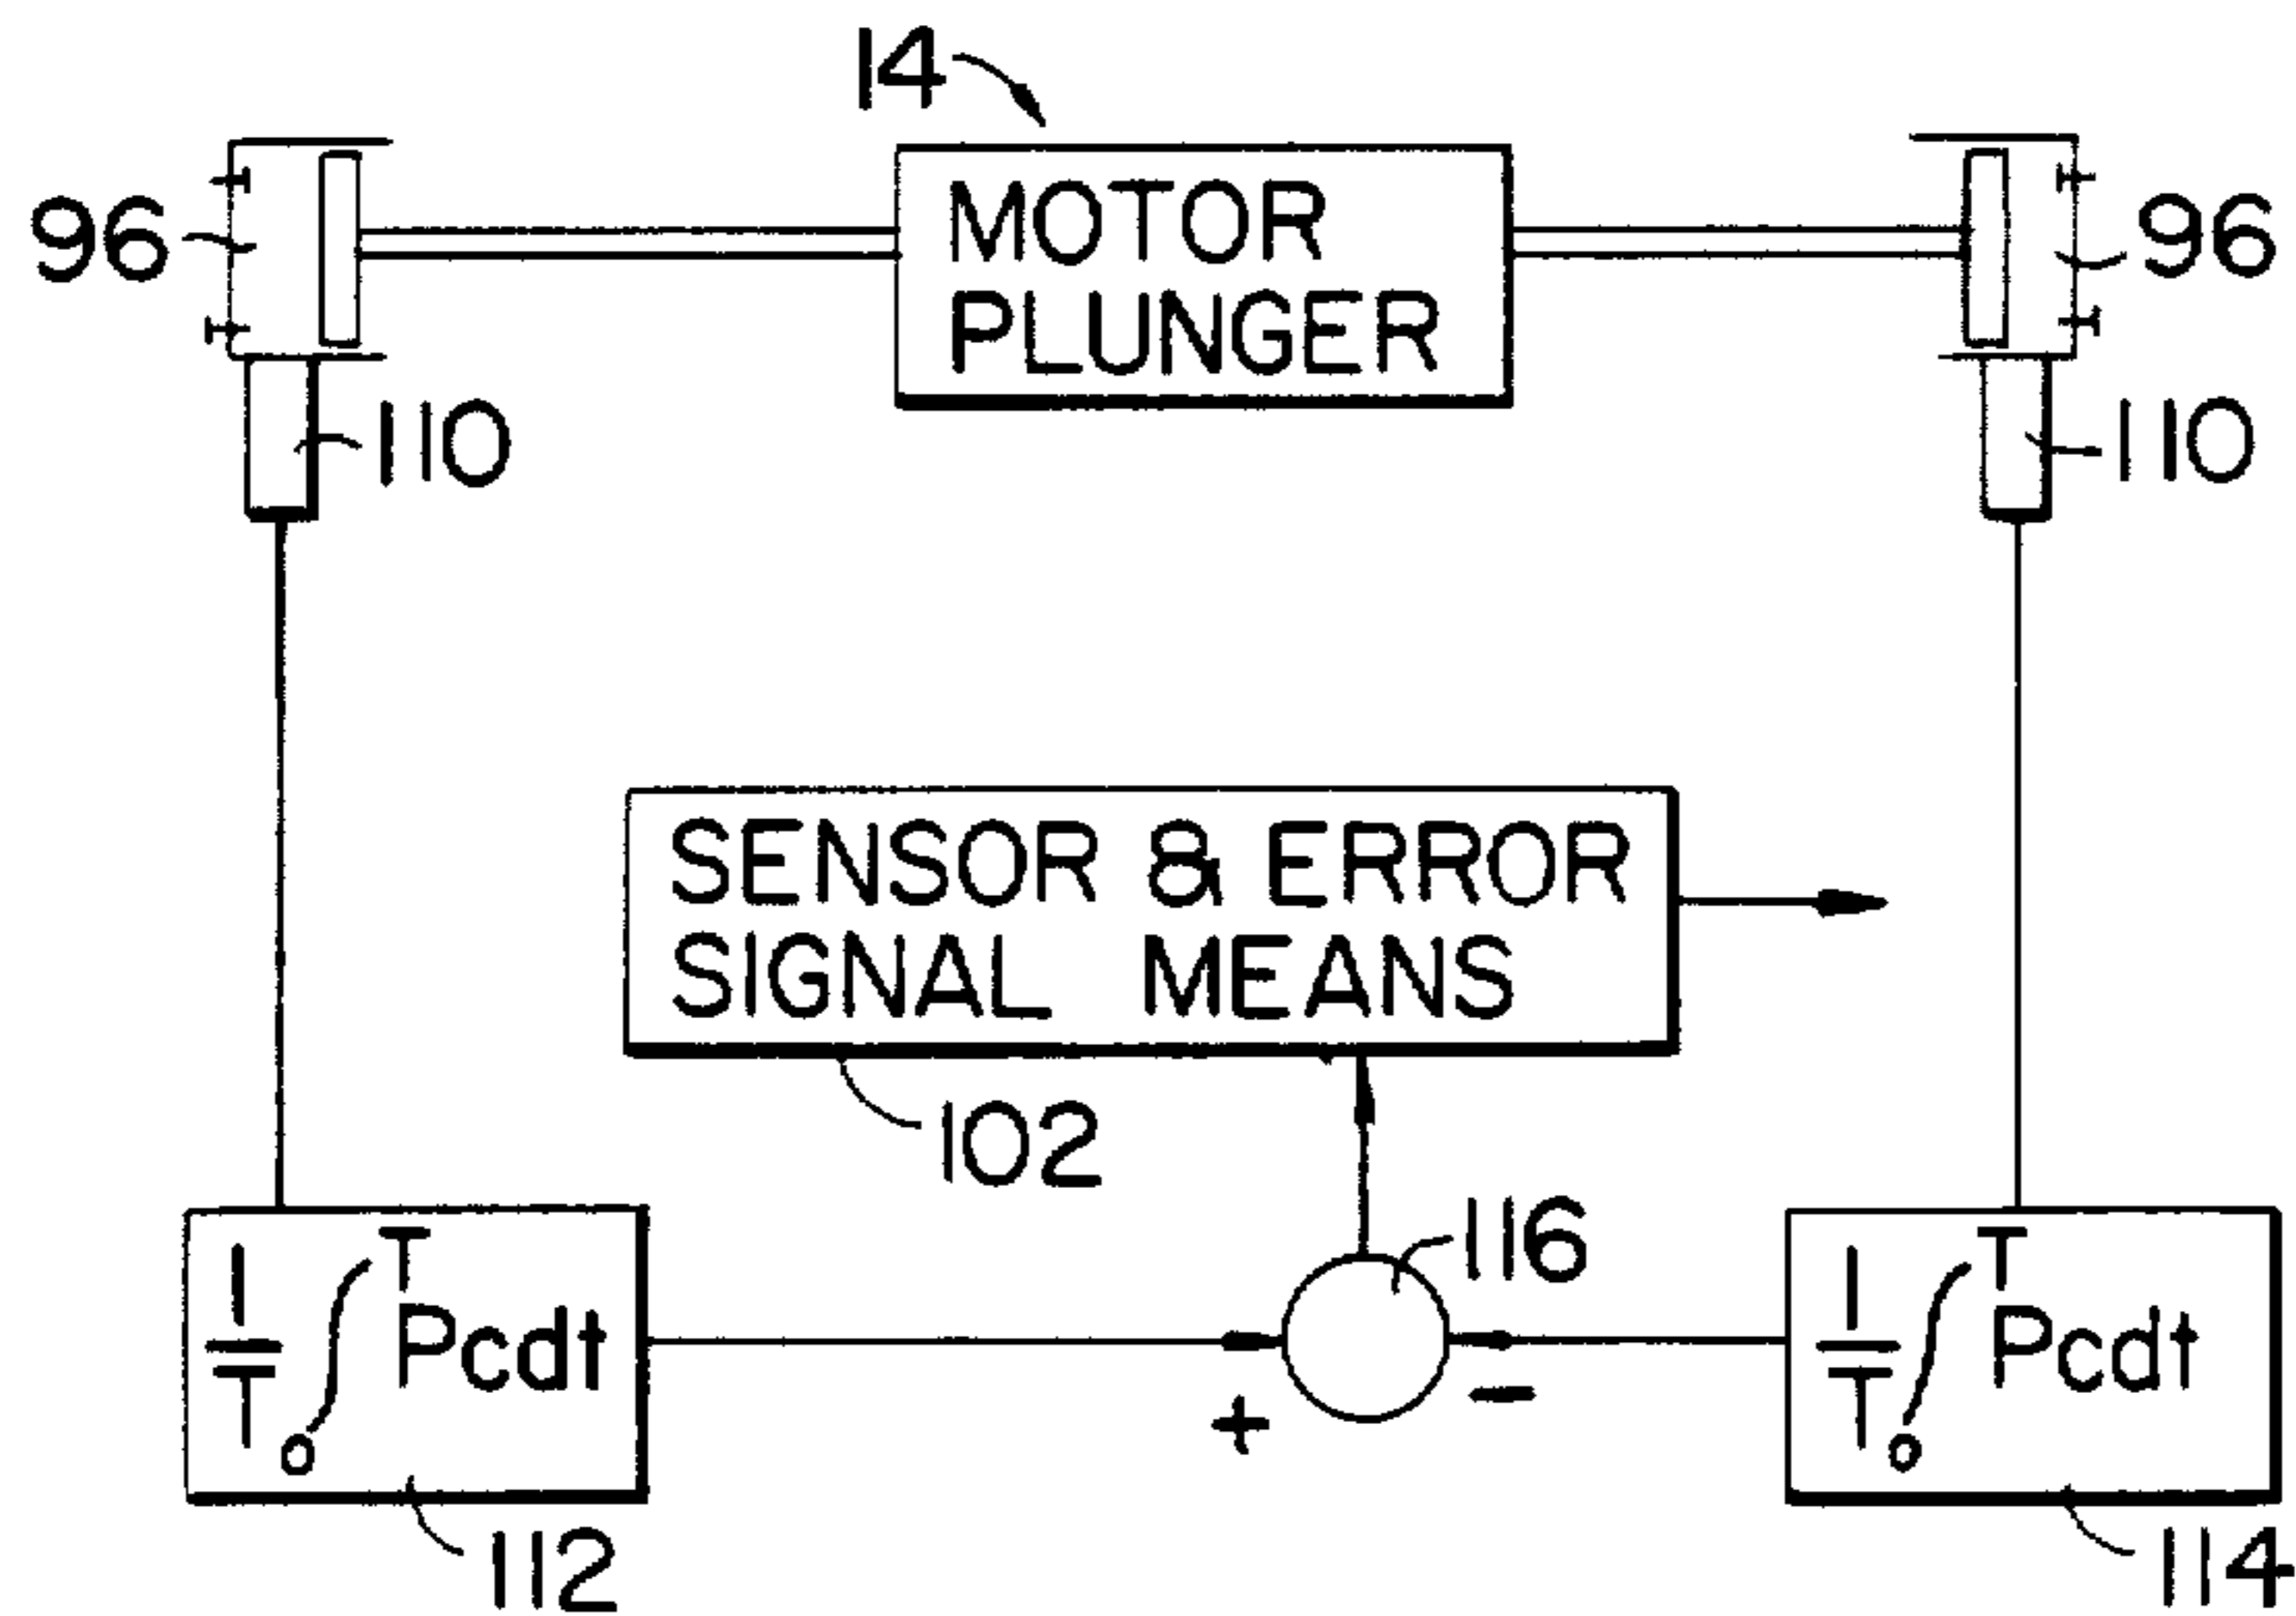 14
96
MOTOR
PLUNGER
96
110
110
SENSOR & ERROR
SIGNAL MEANS
102
116
1/T ∫₀ᵀ Pcdt
+
-
1/T ∫₀ᵀ Pcdt
112
114